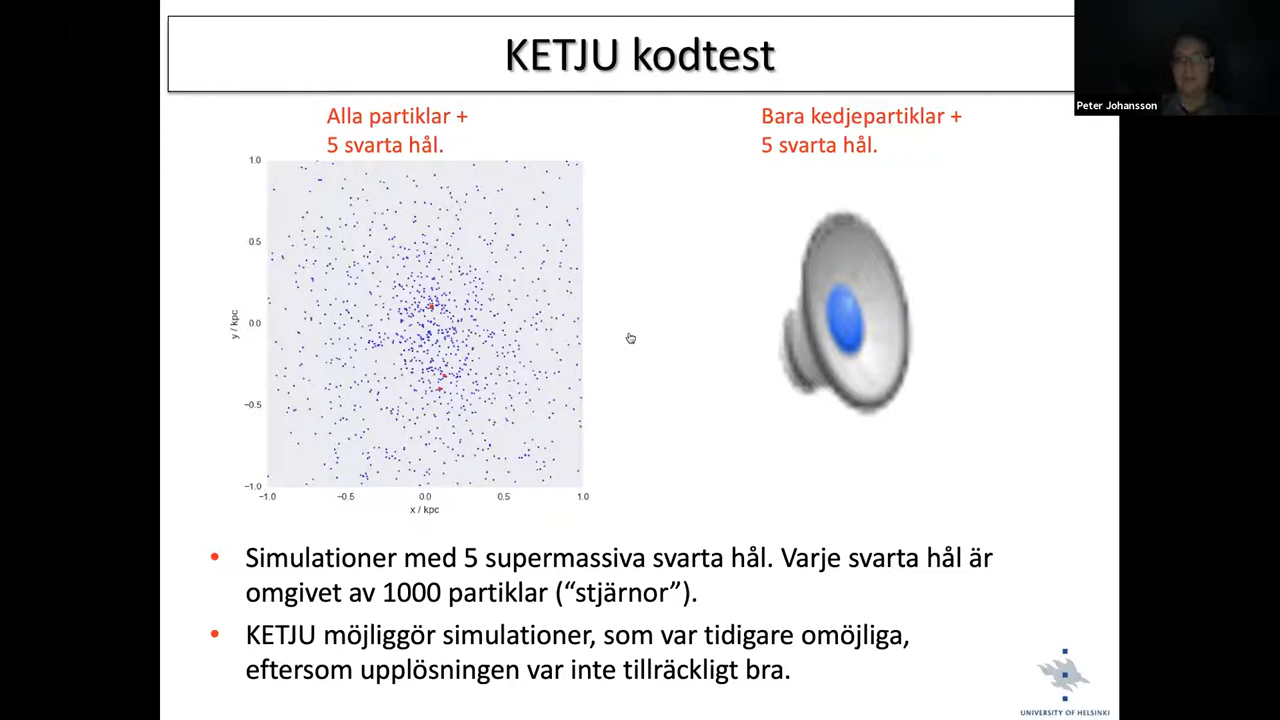 KETJU kodtest
Peter Johansson
Alla partiklar +
5 svarta hål.
Bara kedjepartiklar +
5 svarta hål.
1.0
0.5
0.0
−0.5
−1.0
y / kpc
−1.0 −0.5 0.0 0.5 1.0
x / kpc
• Simulationer med 5 supermassiva svarta hål. Varje svarta hål är
omgivet av 1000 partiklar (“stjärnor”).
• KETJU möjliggör simulationer, som var tidigare omöjliga,
eftersom upplösningen var inte tillräckligt bra.
UNIVERSITY OF HELSINKI